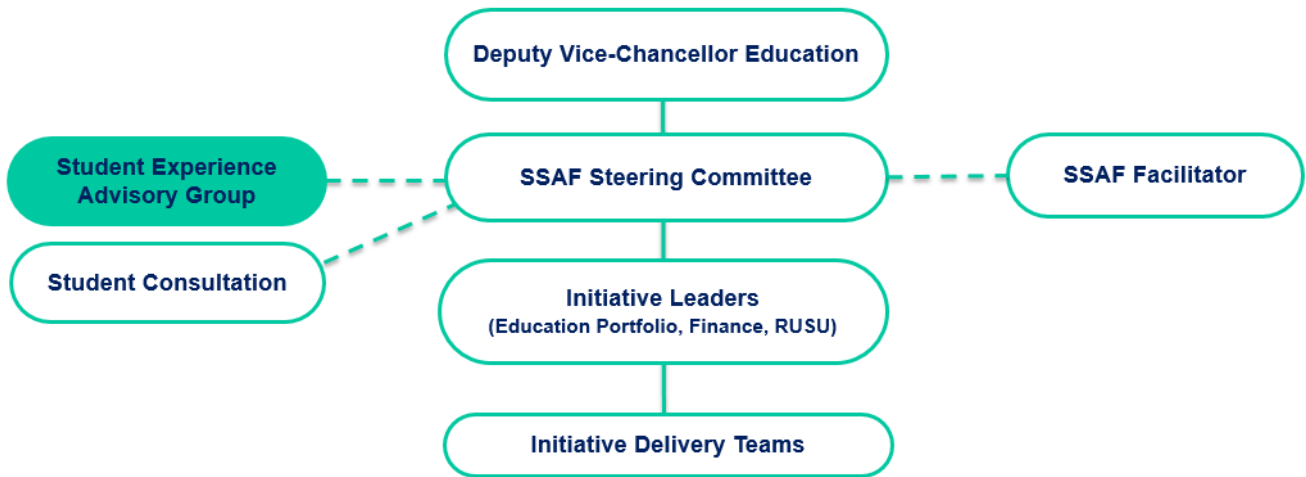 Deputy Vice-Chancellor Education
Student Experience
Advisory Group
SSAF Steering Committee
SSAF Facilitator
Student Consultation
Initiative Leaders
(Education Portfolio, Finance, RUSU)
Initiative Delivery Teams